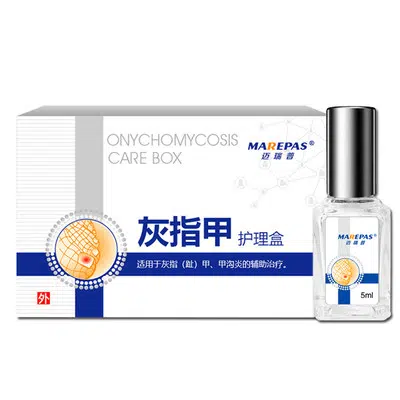 ONYCHOMYCOSIS
CARE BOX
MAREPAS®
迈瑞普
灰指甲 护理盒
适用于灰指（趾）甲、甲沟炎的辅助治疗。
外
MAREPAS®
迈瑞普
5ml